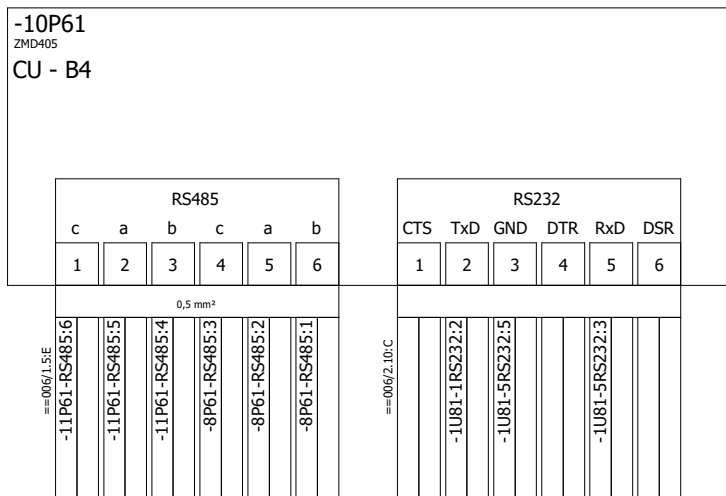 -10P61
ZMD405
CU - B4
RS485
c a b c a b
1 2 3 4 5 6
0,5 mm²
==006/1.5:E
-11P61-RS485:6
-11P61-RS485:5
-11P61-RS485:4
-8P61-RS485:3
-8P61-RS485:2
-8P61-RS485:1
RS232
CTS TxD GND DTR RxD DSR
1 2 3 4 5 6
==006/2.10:C
-1U81-1RS232:2
-1U81-5RS232:5
-1U81-5RS232:3